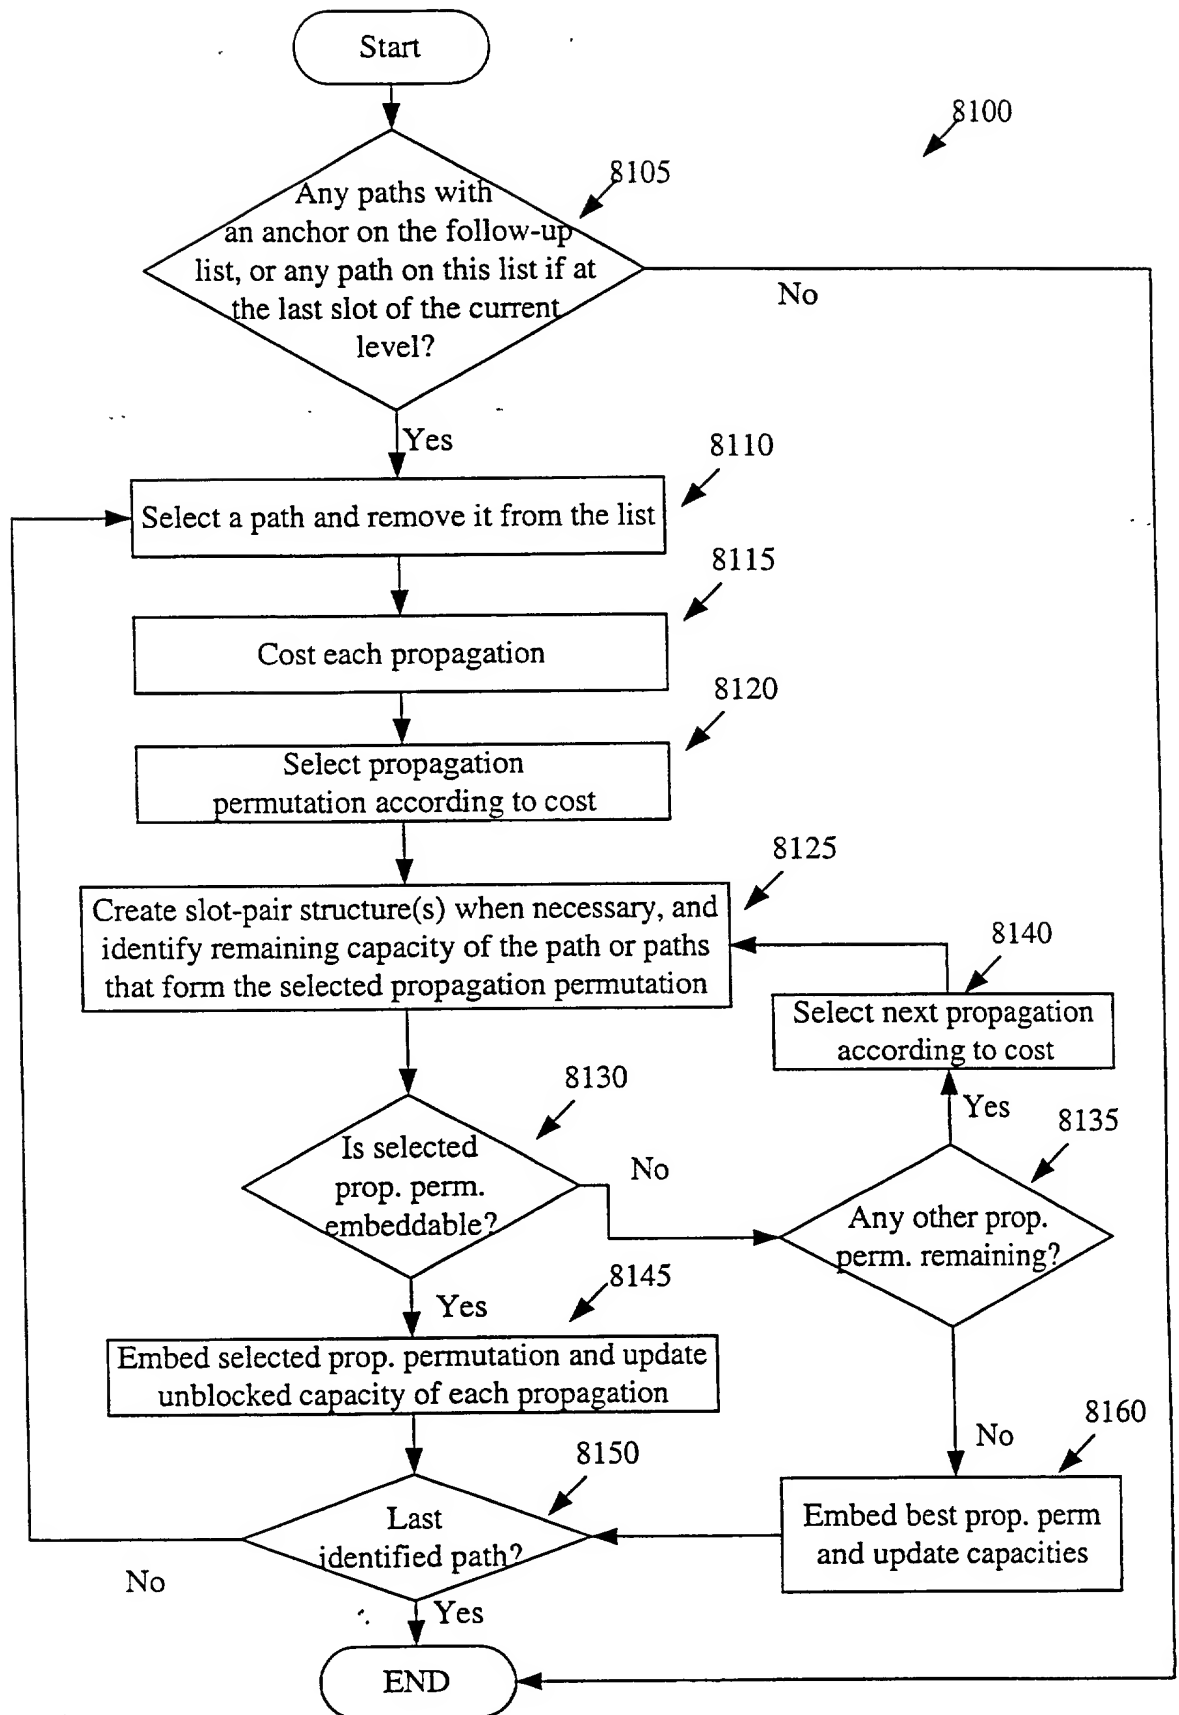 Start
8100
8105
Any paths with
an anchor on the follow-up
list, or any path on this list if at
the last slot of the current
level?
No
Yes
8110
Select a path and remove it from the list
8115
Cost each propagation
8120
Select propagation
permutation according to cost
8125
Create slot-pair structure(s) when necessary, and
identify remaining capacity of the path or paths
that form the selected propagation permutation
8140
Select next propagation
according to cost
8130
Is selected
prop. perm.
embeddable?
No
Yes
8135
Any other prop.
perm. remaining?
8145
Yes
Embed selected prop. permutation and update
unblocked capacity of each propagation
No
8160
Embed best prop. perm
and update capacities
8150
Last
identified path?
No
Yes
END